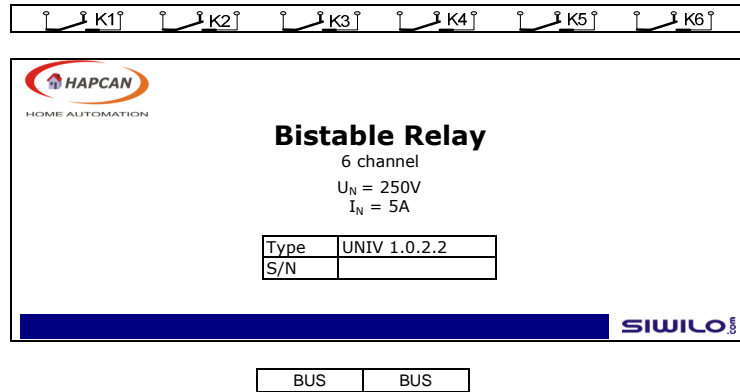 K1 K2 K3 K4 K5 K6
HAPCAN
HOME AUTOMATION
Bistable Relay
6 channel
UN = 250V
IN = 5A
Type UNIV 1.0.2.2
S/N
SIWILO.com
BUS BUS